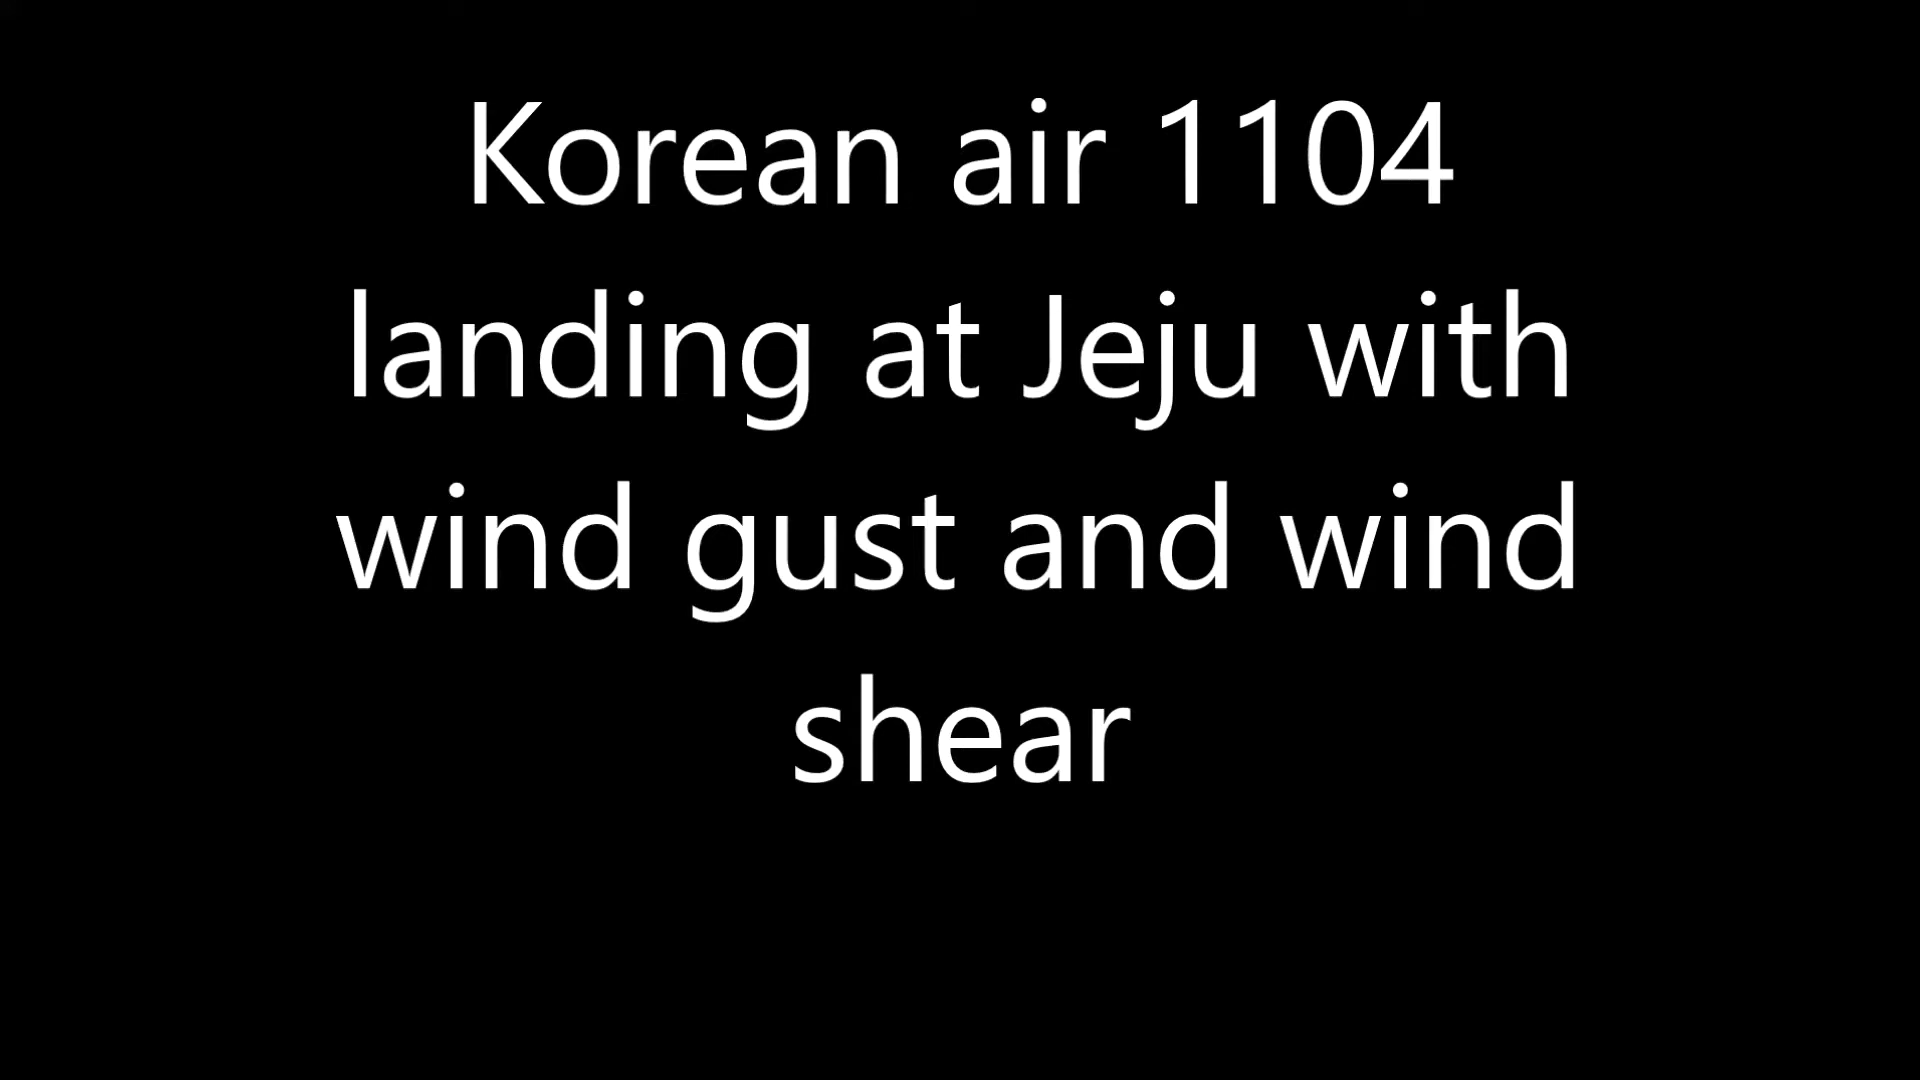 Korean air 1104
landing at Jeju with
wind gust and wind
shear